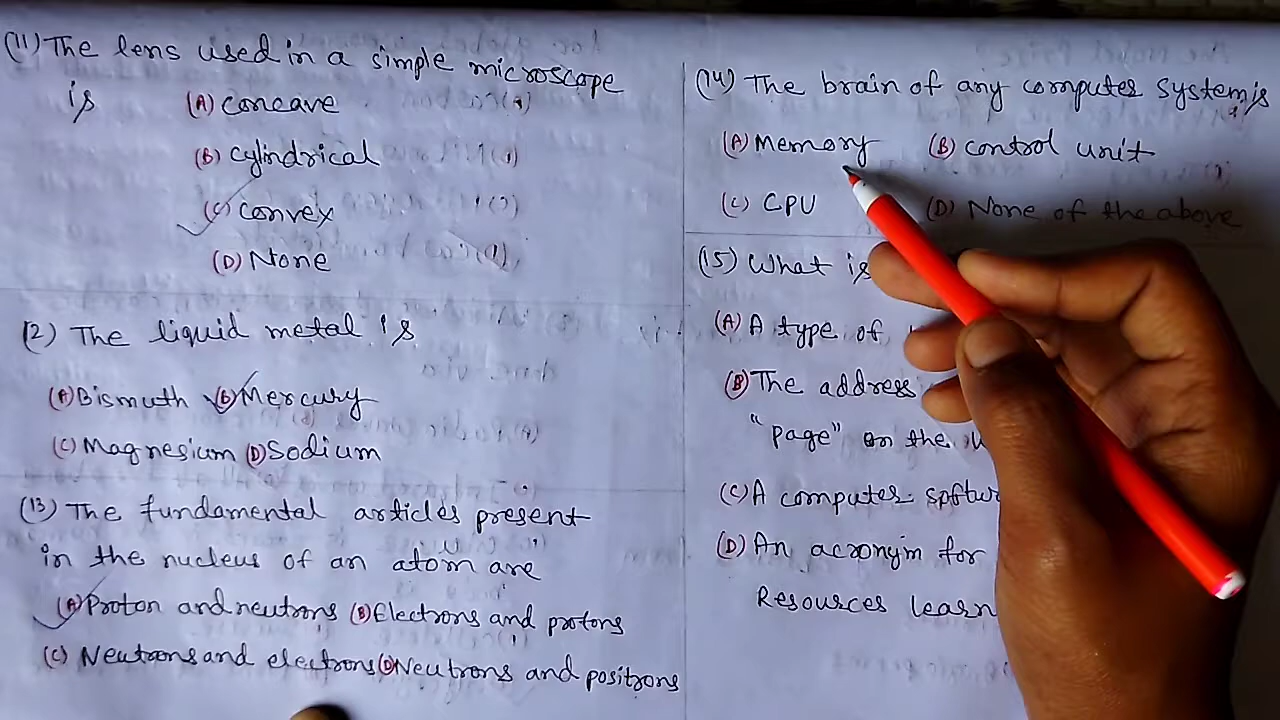 (11) The lens used in a simple microscope
is (A) concave
(B) cylindrical
(C) convex
(D) None
(2) The liquid metal is
(A) Bismuth (B) Mercury
(C) Magnesium (D) Sodium
(13) The fundamental articles present
in the nucleus of an atom are
(A) Proton and neutrons (B) Electrons and protons
(C) Neutrons and electrons (D) Neutrons and positrons
(14) The brain of any computer system is
(A) Memory (B) control unit
(C) CPU (D) None of the above
(15) What is
(A) A type of
(B) The address
"page" on the
(C) A computer softw
(D) An acronym for
Resources learn